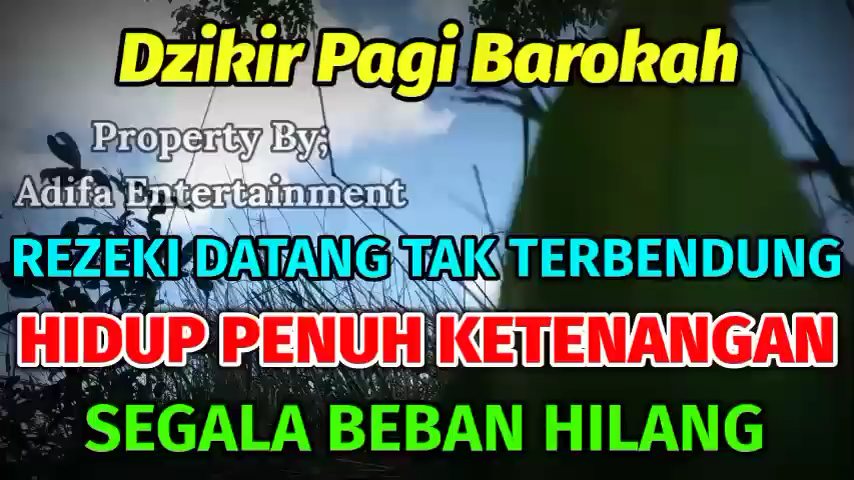 Dzikir Pagi Barokah
Property By;
Adifa Entertainment
REZEKI DATANG TAK TERBENDUNG
HIDUP PENUH KETENANGAN
SEGALA BEBAN HILANG